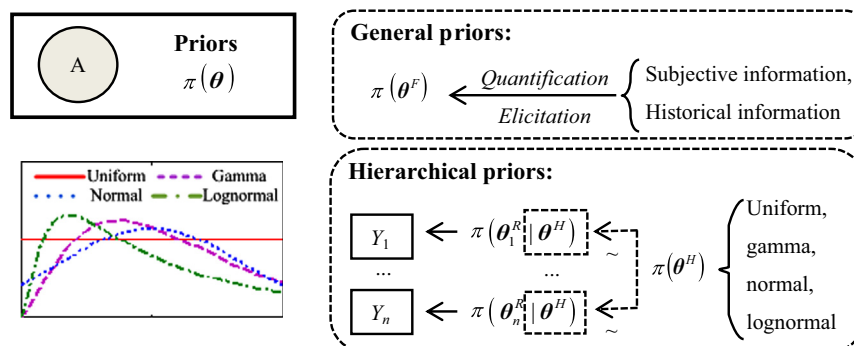 A
Priors
π(θ)
Uniform Gamma
Normal Lognormal
General priors:
π(θ^F)
Quantification
Elicitation
Subjective information,
Historical information
Hierarchical priors:
Y_1 π(θ_1^R | θ^H)
~
... ...
Y_n π(θ_n^R | θ^H)
~
π(θ^H)
Uniform,
gamma,
normal,
lognormal